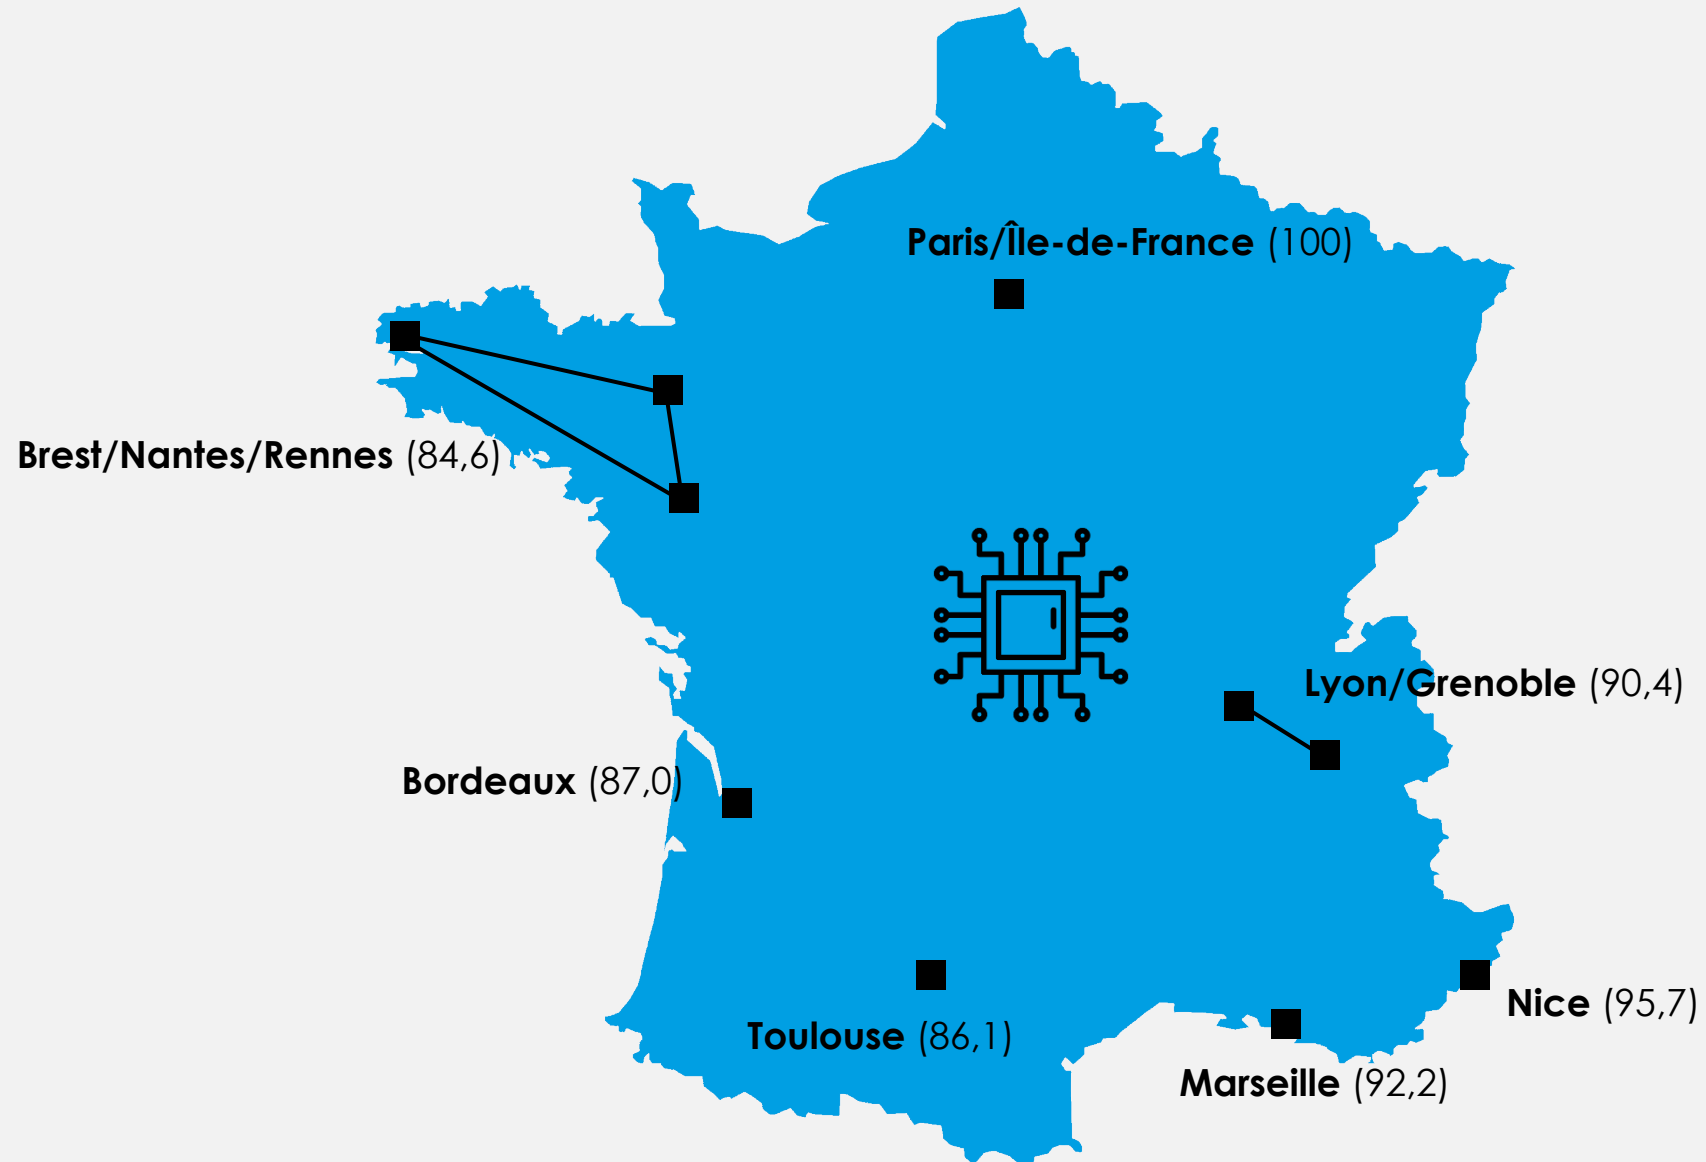 Paris/Île-de-France (100)
Brest/Nantes/Rennes (84,6)
Lyon/Grenoble (90,4)
Bordeaux (87,0)
Nice (95,7)
Toulouse (86,1)
Marseille (92,2)